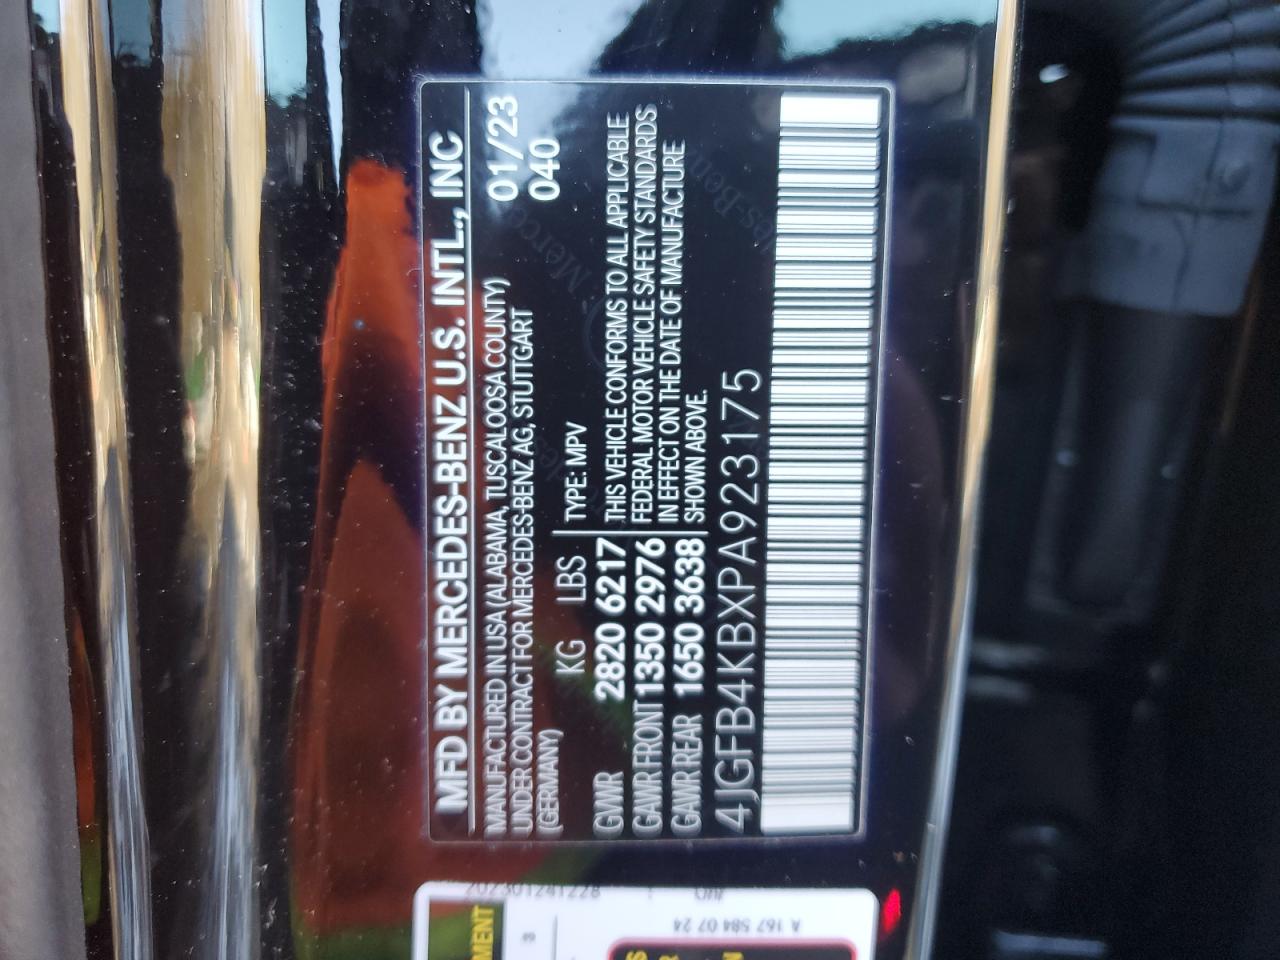 MFD BY MERCEDES-BENZ U.S. INTL., INC
MANUFACTURED IN USA (ALABAMA, TUSCALOOSA COUNTY)
UNDER CONTRACT FOR MERCEDES-BENZ AG, STUTTGART
(GERMANY)
01/23
040
KG LBS
GVWR 2820 6217
GAWR FRONT 1350 2976
GAWR REAR 1650 3638
TYPE: MPV
THIS VEHICLE CONFORMS TO ALL APPLICABLE
FEDERAL MOTOR VEHICLE SAFETY STANDARDS
IN EFFECT ON THE DATE OF MANUFACTURE
SHOWN ABOVE.
4JGFB4KBXPA923175
202301241228
A 167 584 07 24